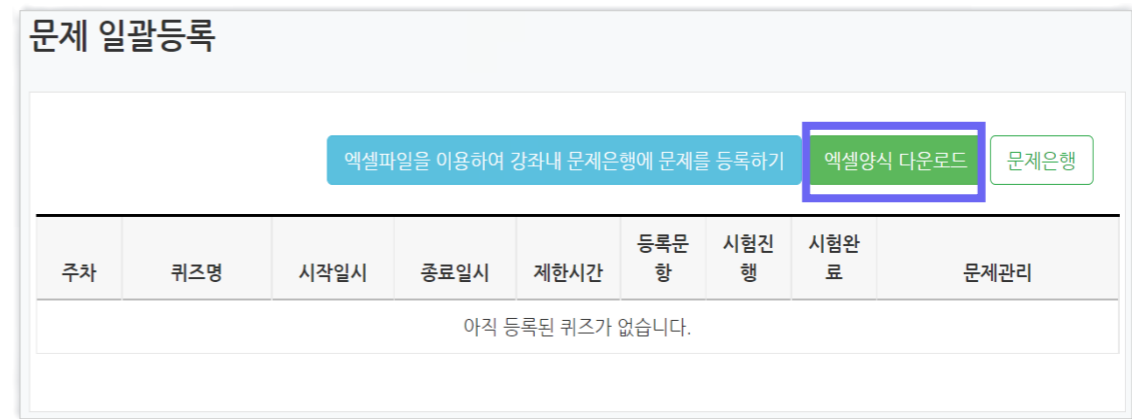 문제 일괄등록
엑셀파일을 이용하여 강좌내 문제은행에 문제를 등록하기 엑셀양식 다운로드 문제은행
주차 퀴즈명 시작일시 종료일시 제한시간 등록문항 시험진행 시험완료 문제관리
아직 등록된 퀴즈가 없습니다.